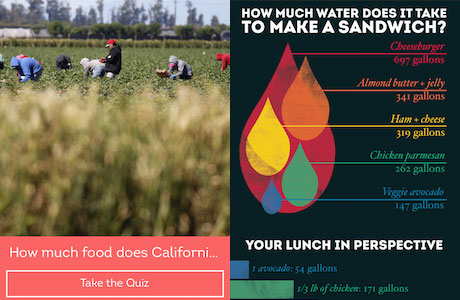 How much food does Californi...
Take the Quiz
HOW MUCH WATER DOES IT TAKE
TO MAKE A SANDWICH?
Cheeseburger
697 gallons
Almond butter + jelly
341 gallons
Ham + cheese
319 gallons
Chicken parmesan
262 gallons
Veggie avocado
147 gallons
YOUR LUNCH IN PERSPECTIVE
1 avocado: 54 gallons
1/3 lb of chicken: 171 gallons